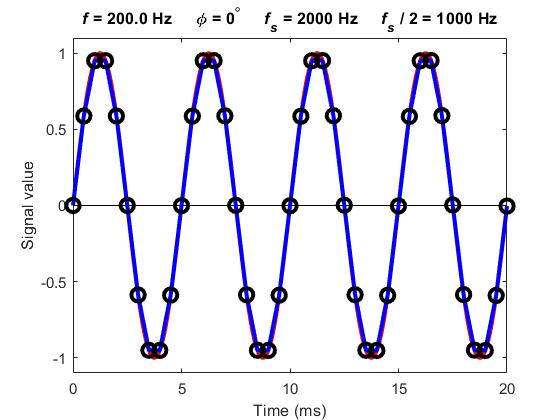 f = 200.0 Hz ϕ = 0° fs = 2000 Hz fs / 2 = 1000 Hz
1
0.5
0
-0.5
-1
Signal value
0 5 10 15 20
Time (ms)